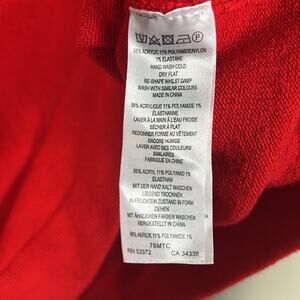 88% ACRYLIC 11% POLYAMIDE/NYLON
1% ELASTANE
HAND WASH COLD.
DRY FLAT
RE-SHAPE WHILST DAMP
WASH WITH SIMILAR COLOURS
MADE IN CHINA
88% ACRYLIQUE 11% POLYAMIDE 1%
ÉLASTHANNE
LAVER À LA MAIN À L'EAU FROIDE
SÉCHER À PLAT
REDONNER FORME AU VÊTEMENT
ENCORE HUMIDE
LAVER AVEC DES COULEURS
SIMILAIRES
FABRIQUÉ EN CHINE
88% ACRYL 11% POLYAMID 1%
ELASTHAN
MIT DER HAND KALT WASCHEN
LIEGEND TROCKNEN
IN FEUCHTEM ZUSTAND IN FORM
ZIEHEN
MIT ÄHNLICHEN FARBEN WASCHEN
HERGESTELLT IN CHINA
88% AKRILIK 11% POLYAMIDE 1%
78MTC
RN 53372 CA 34338